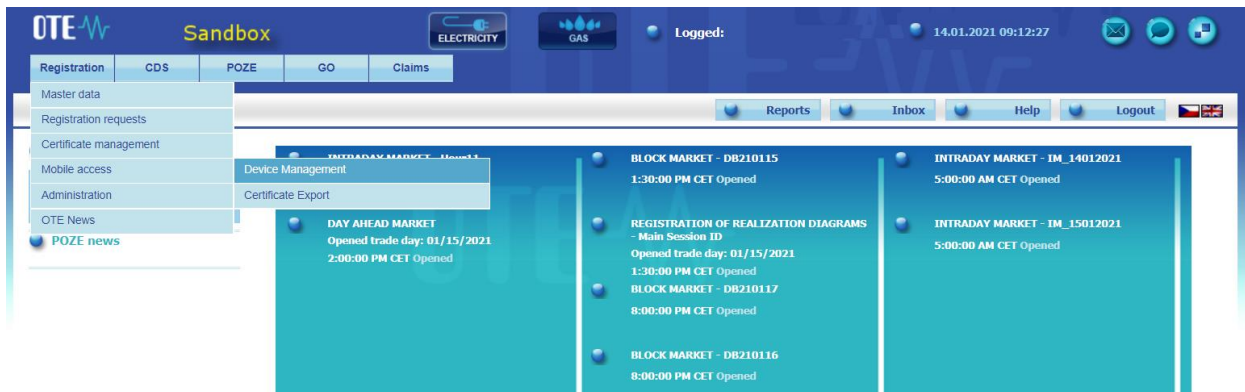 OTE
Sandbox
ELECTRICITY
GAS
Logged:
14.01.2021 09:12:27
Registration
CDS
POZE
GO
Claims
Reports
Inbox
Help
Logout
Master data
Registration requests
Certificate management
Mobile access
Administration
OTE News
Device Management
Certificate Export
POZE news
DAY AHEAD MARKET
Opened trade day: 01/15/2021
2:00:00 PM CET Opened
BLOCK MARKET - DB210115
1:30:00 PM CET Opened
REGISTRATION OF REALIZATION DIAGRAMS
- Main Session ID
Opened trade day: 01/15/2021
1:30:00 PM CET Opened
BLOCK MARKET - DB210117
8:00:00 PM CET Opened
BLOCK MARKET - DB210116
8:00:00 PM CET Opened
INTRADAY MARKET - IM_14012021
5:00:00 AM CET Opened
INTRADAY MARKET - IM_15012021
5:00:00 AM CET Opened